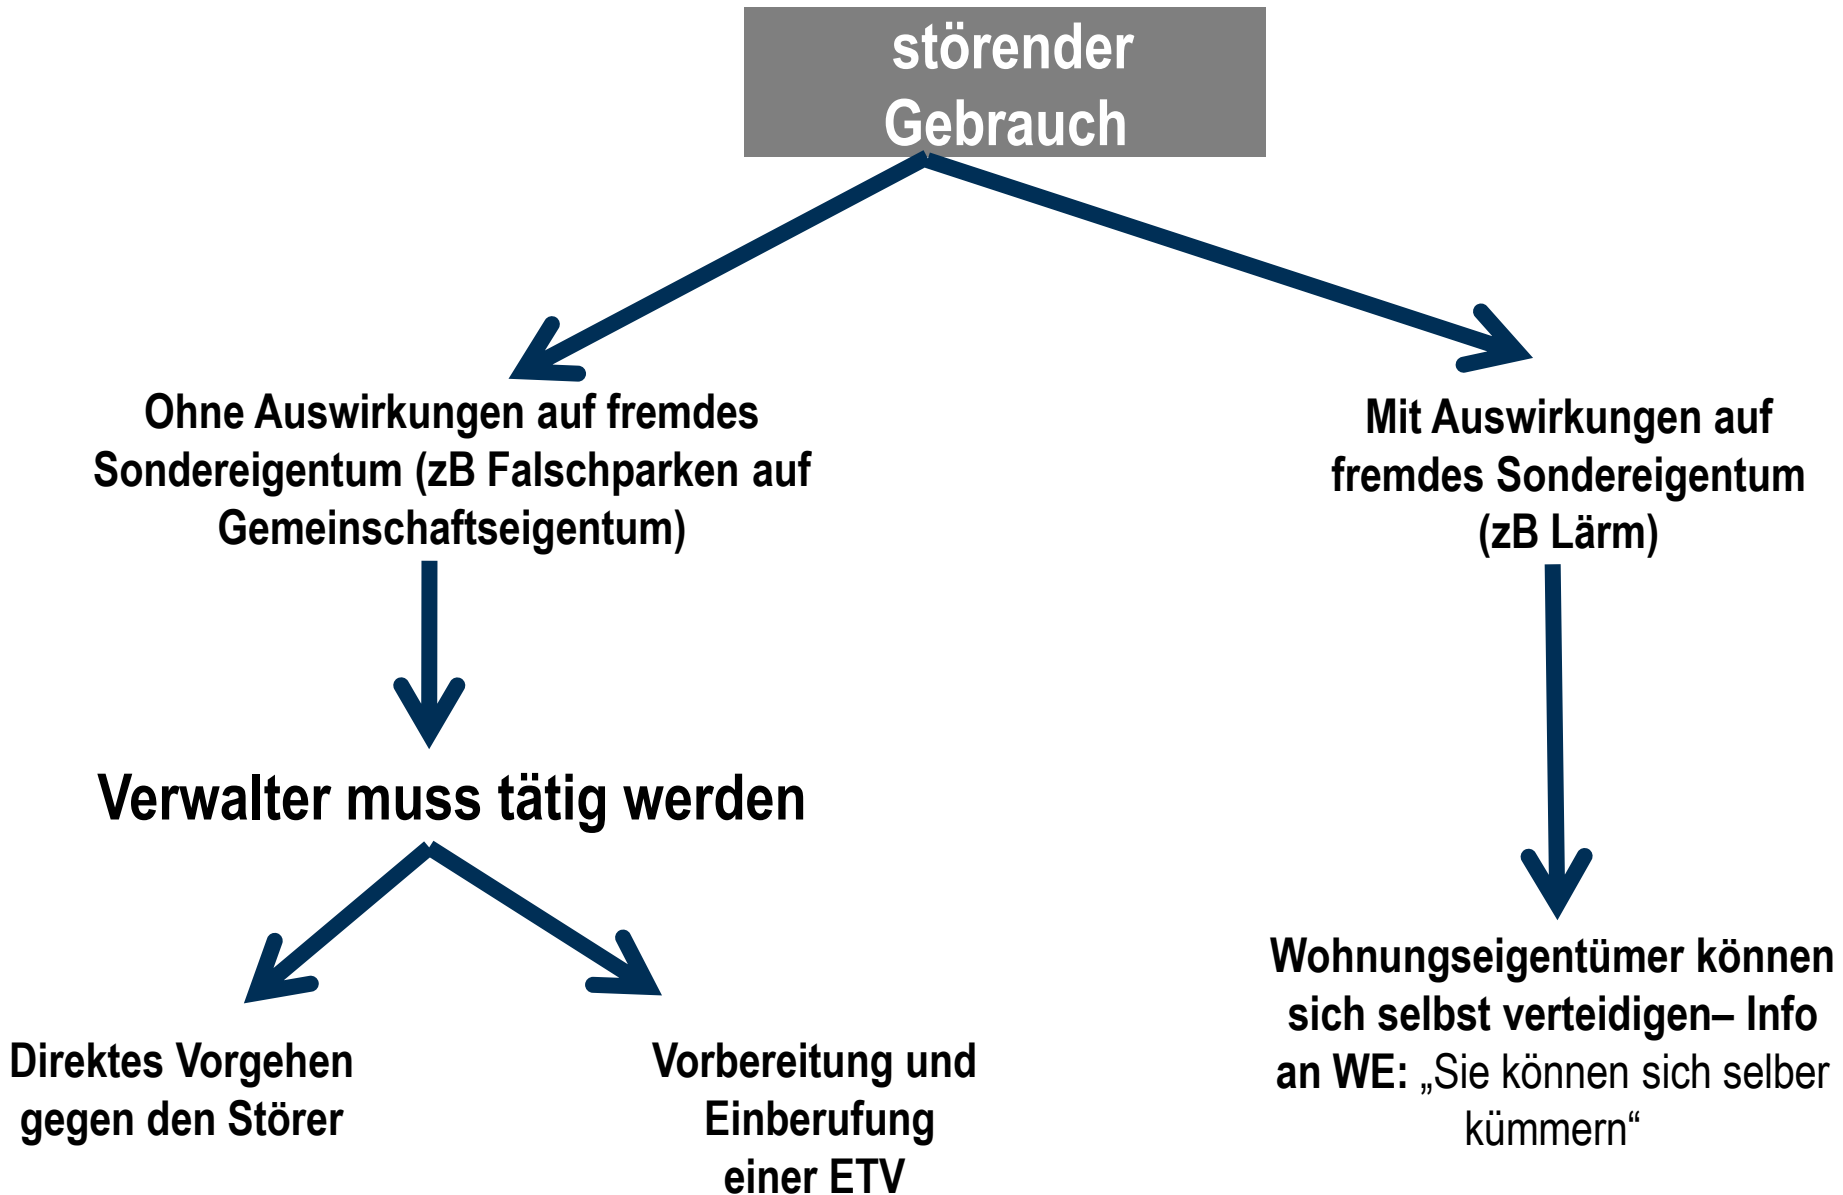 störender
Gebrauch
Ohne Auswirkungen auf fremdes
Sondereigentum (zB Falschparken auf
Gemeinschaftseigentum)
Mit Auswirkungen auf
fremdes Sondereigentum
(zB Lärm)
Verwalter muss tätig werden
Direktes Vorgehen
gegen den Störer
Vorbereitung und
Einberufung
einer ETV
Wohnungseigentümer können
sich selbst verteidigen– Info
an WE: „Sie können sich selber
kümmern“